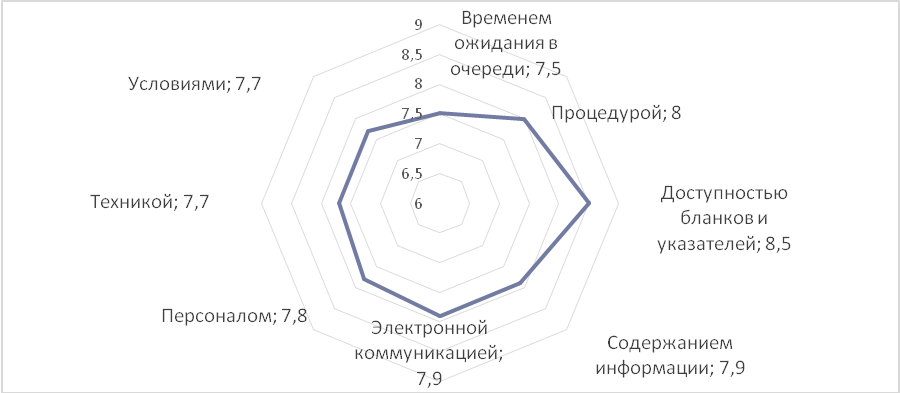 9
8,5
8
7,5
7
6,5
6
Временем
ожидания в
очереди; 7,5
Процедурой; 8
Доступностью
бланков и
указателей; 8,5
Содержанием
информации; 7,9
Электронной
коммуникацией;
7,9
Персоналом; 7,8
Техникой; 7,7
Условиями; 7,7